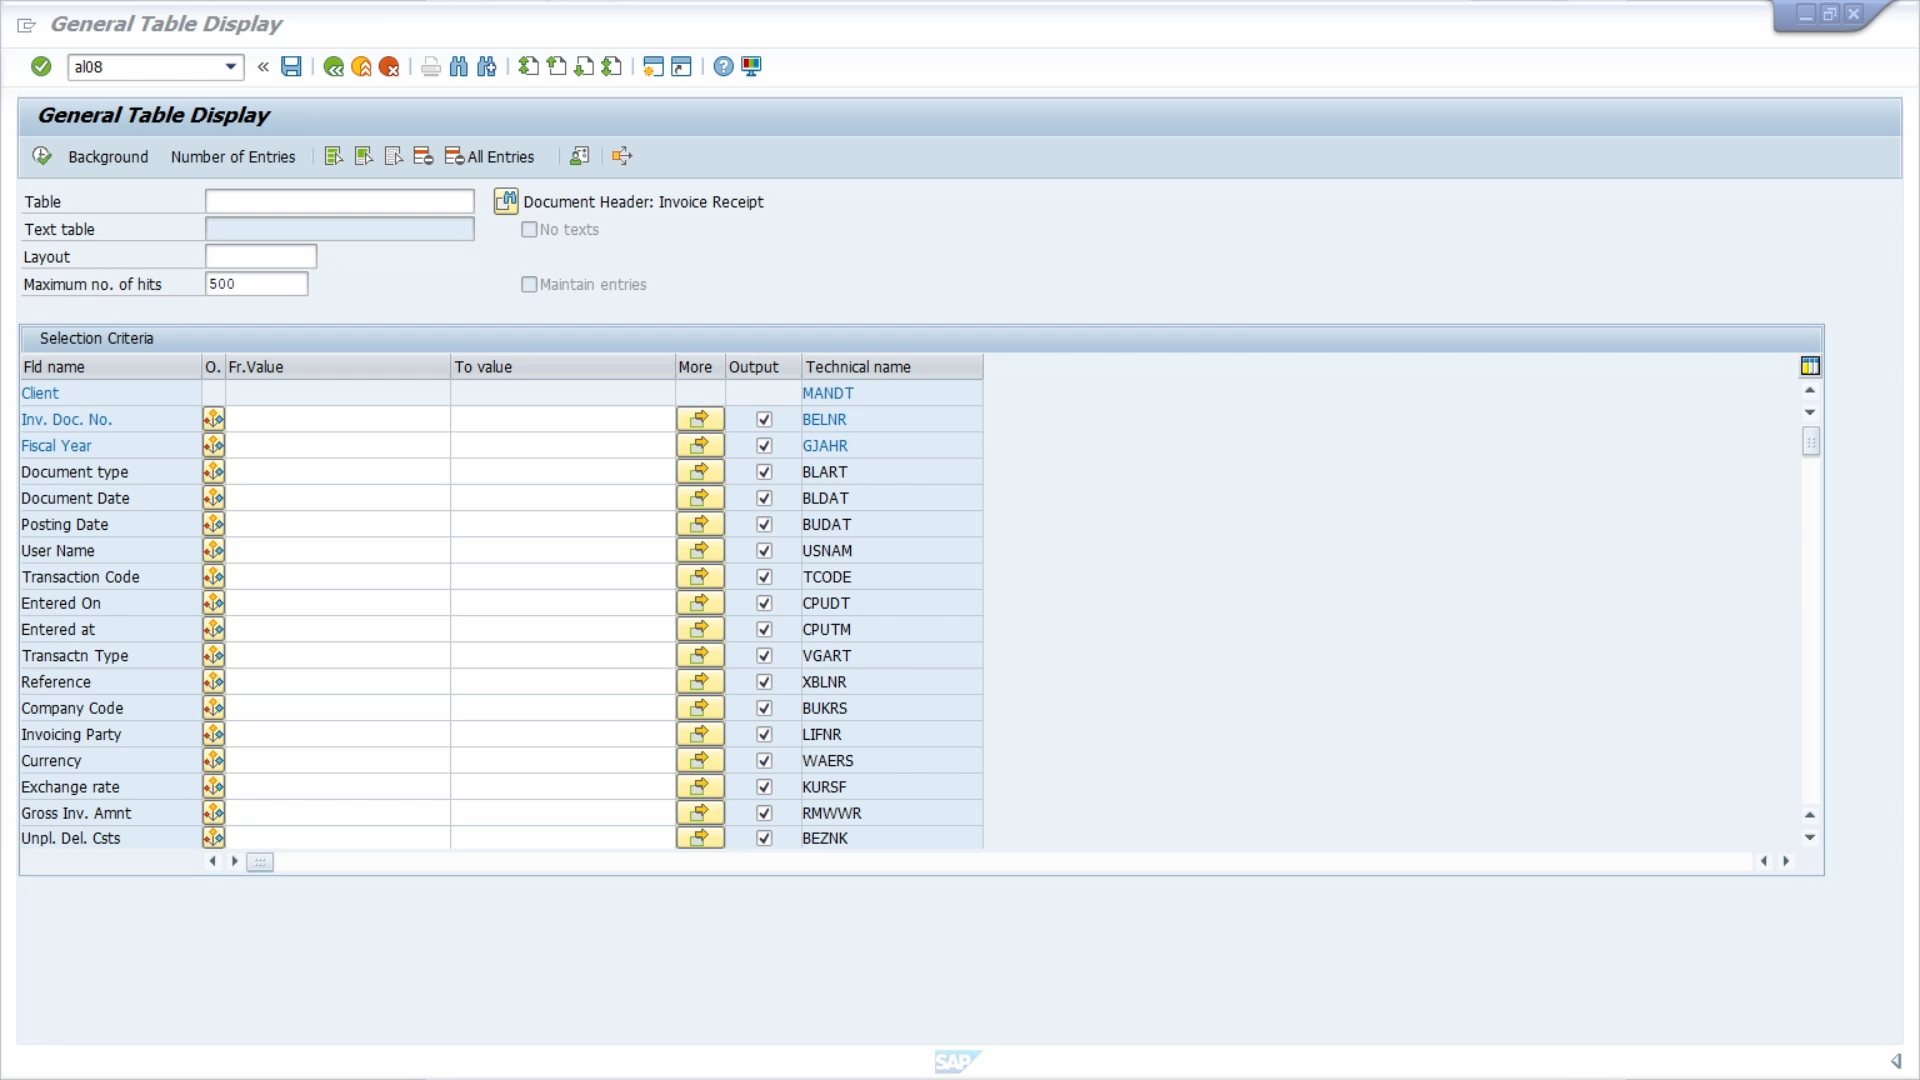 General Table Display
al08
General Table Display
Background Number of Entries All Entries
Table Document Header: Invoice Receipt
Text table No texts
Layout
Maximum no. of hits 500 Maintain entries
Selection Criteria
Fld name O. Fr.Value To value More Output Technical name
Client MANDT
Inv. Doc. No. BELNR
Fiscal Year GJAHR
Document type BLART
Document Date BLDAT
Posting Date BUDAT
User Name USNAM
Transaction Code TCODE
Entered On CPUDT
Entered at CPUTM
Transactn Type VGART
Reference XBLNR
Company Code BUKRS
Invoicing Party LIFNR
Currency WAERS
Exchange rate KURSF
Gross Inv. Amnt RMWWR
Unpl. Del. Csts BEZNK
SAP